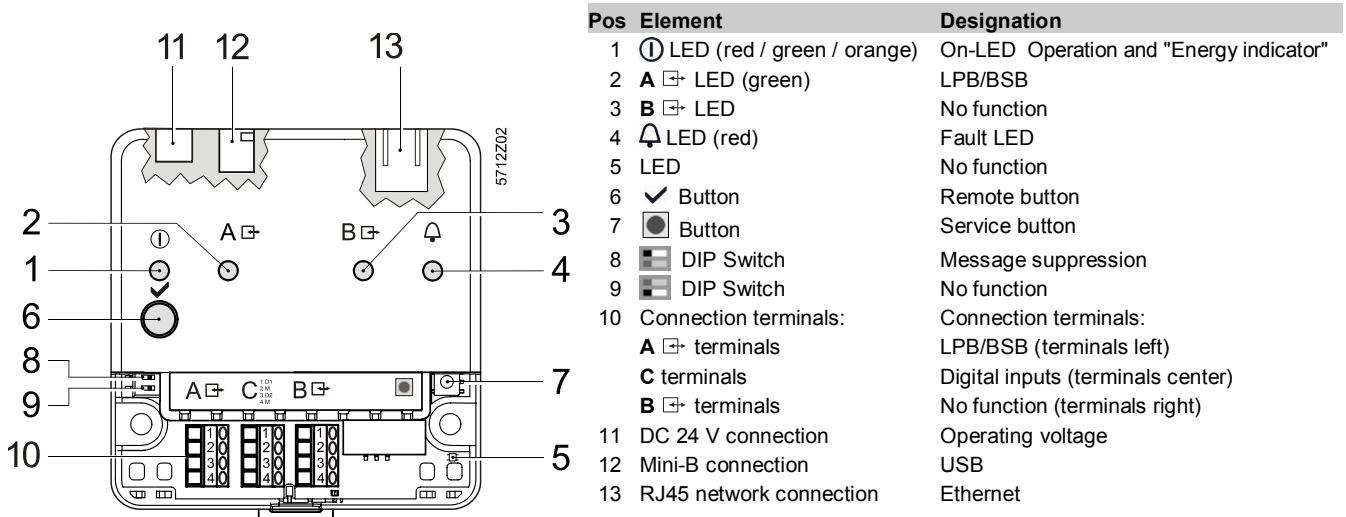 11 12 13
5712Z02
2 A B 3
1 4
6
8
9
A C B 7
1 D1
2 M
3 D2
4 M
10 1 1 1
2 2 2
3 3 3
4 4 4
5
Pos Element Designation
1 LED (red / green / orange) On-LED Operation and "Energy indicator"
2 A LED (green) LPB/BSB
3 B LED No function
4 LED (red) Fault LED
5 LED No function
6 Button Remote button
7 Button Service button
8 DIP Switch Message suppression
9 DIP Switch No function
10 Connection terminals: Connection terminals:
A terminals LPB/BSB (terminals left)
C terminals Digital inputs (terminals center)
B terminals No function (terminals right)
11 DC 24 V connection Operating voltage
12 Mini-B connection USB
13 RJ45 network connection Ethernet